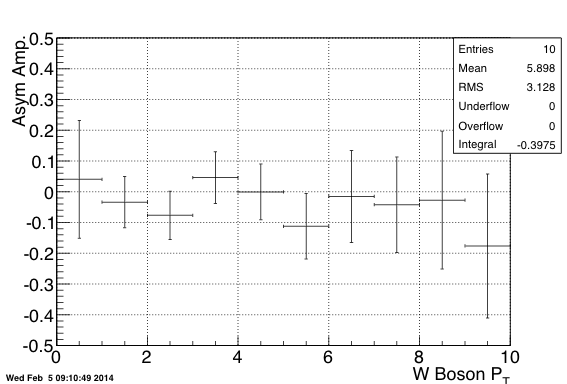 Asym Amp.
0.5
0.4
0.3
0.2
0.1
0
-0.1
-0.2
-0.3
-0.4
-0.5
Entries 10
Mean 5.898
RMS 3.128
Underflow 0
Overflow 0
Integral -0.3975
0 2 4 6 8 10
W Boson P_T
Wed Feb 5 09:10:49 2014